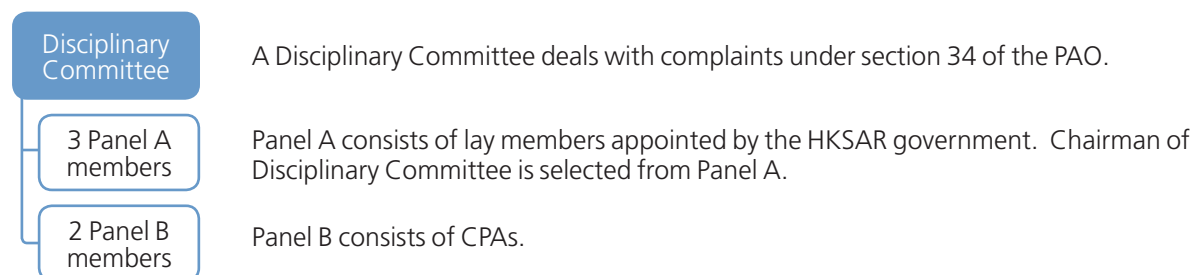 Disciplinary
Committee
A Disciplinary Committee deals with complaints under section 34 of the PAO.
3 Panel A
members
Panel A consists of lay members appointed by the HKSAR government. Chairman of
Disciplinary Committee is selected from Panel A.
2 Panel B
members
Panel B consists of CPAs.